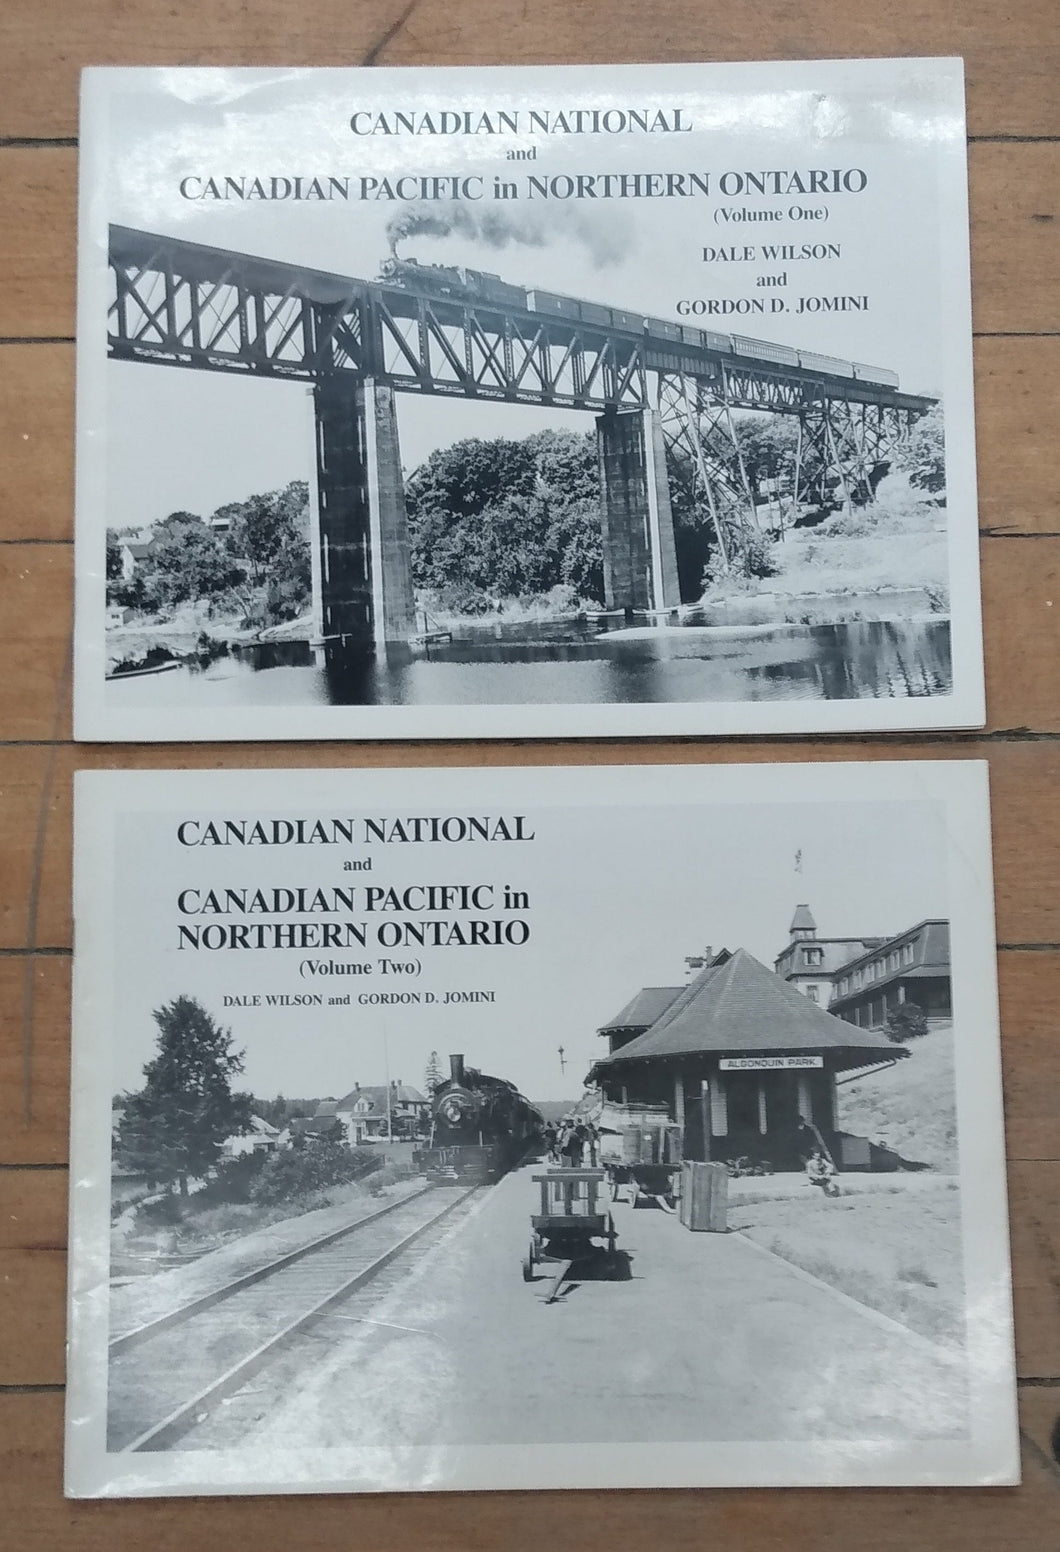 CANADIAN NATIONAL
and
CANADIAN PACIFIC in NORTHERN ONTARIO
(Volume One)
DALE WILSON
and
GORDON D. JOMINI
CANADIAN NATIONAL
and
CANADIAN PACIFIC in
NORTHERN ONTARIO
(Volume Two)
DALE WILSON and GORDON D. JOMINI
ALGONQUIN PARK.